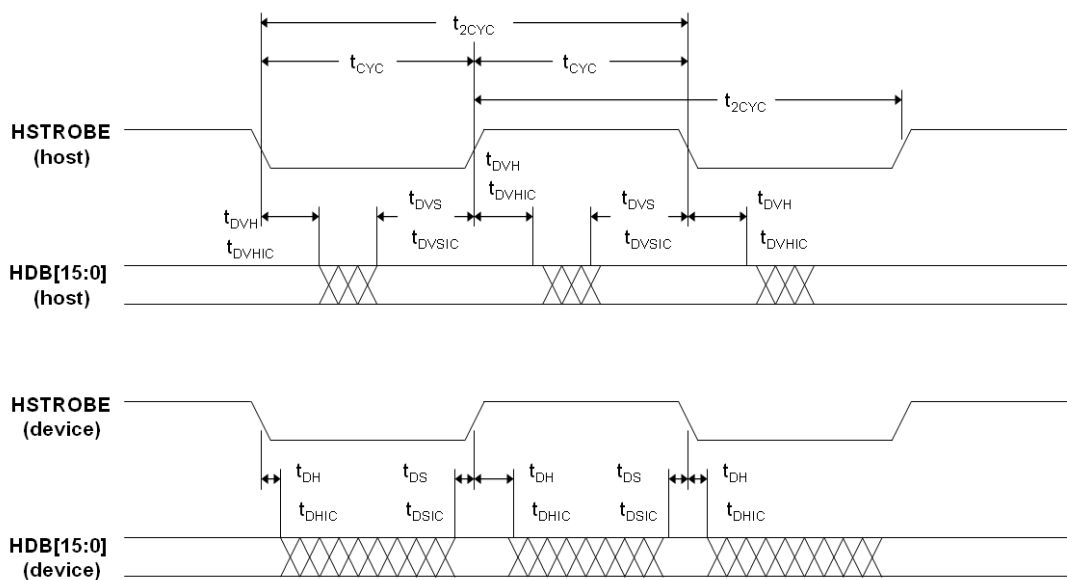 t2CYC
tCYC tCYC
t2CYC
HSTROBE
(host)
tDVH
tDVHIC
tDVS tDVS
tDVH tDVH
tDVHIC tDVSIC tDVSIC tDVHIC
HDB[15:0]
(host)
HSTROBE
(device)
tDH tDS tDH tDS tDH
tDHIC tDSIC tDHIC tDSIC tDHIC
HDB[15:0]
(device)